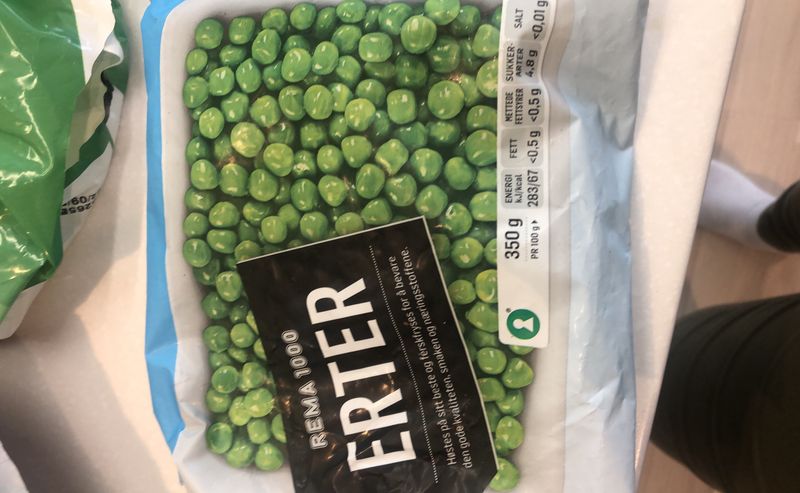 REMA 1000
ERTER
Høstes på sitt beste og ferskfryses for å bevare
den gode kvaliteten, smaken og næringsstoffene.
350 g
PR 100 g
ENERGI
kJ/kcal
283/67
FETT
<0,5 g
METTEDE
FETTSYRER
<0,5 g
SUKKER-
ARTER
4,8 g
SALT
<0,01 g